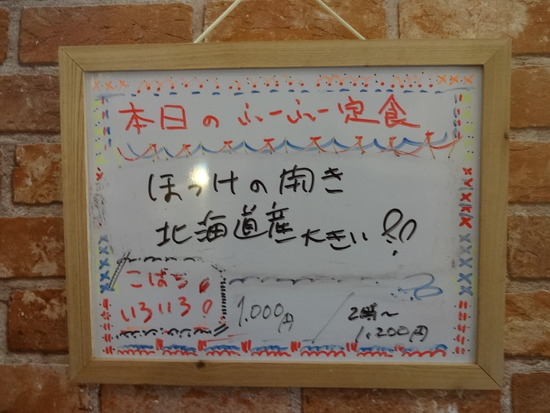 本日のふーふー定食
ほっけの開き
北海道産大きい!!
こばち
いろいろ!
1.000円
1.200円